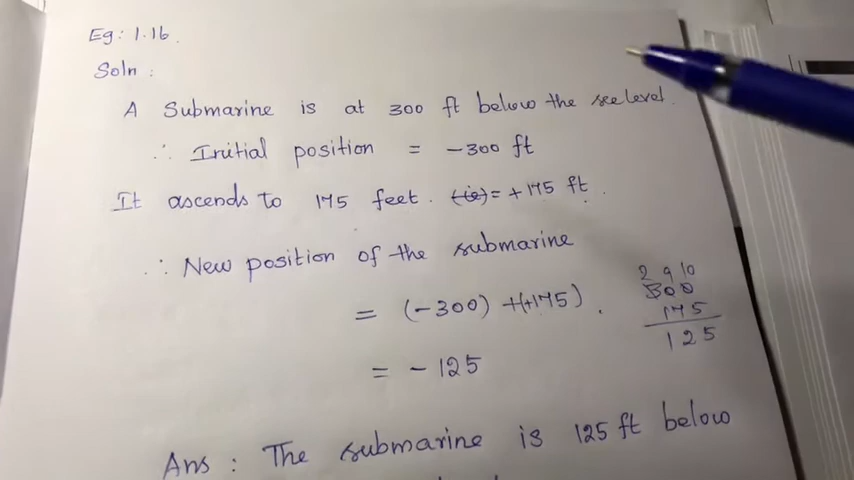 Eg: 1.16.
Soln :
A Submarine is at 300 ft below the see level.
∴ Initial position = -300 ft
It ascends to 175 feet. (ie) = +175 ft.
∴ New position of the submarine
= (-300) + (+175).
2 9 10
300
175
125
= - 125
Ans : The submarine is 125 ft below